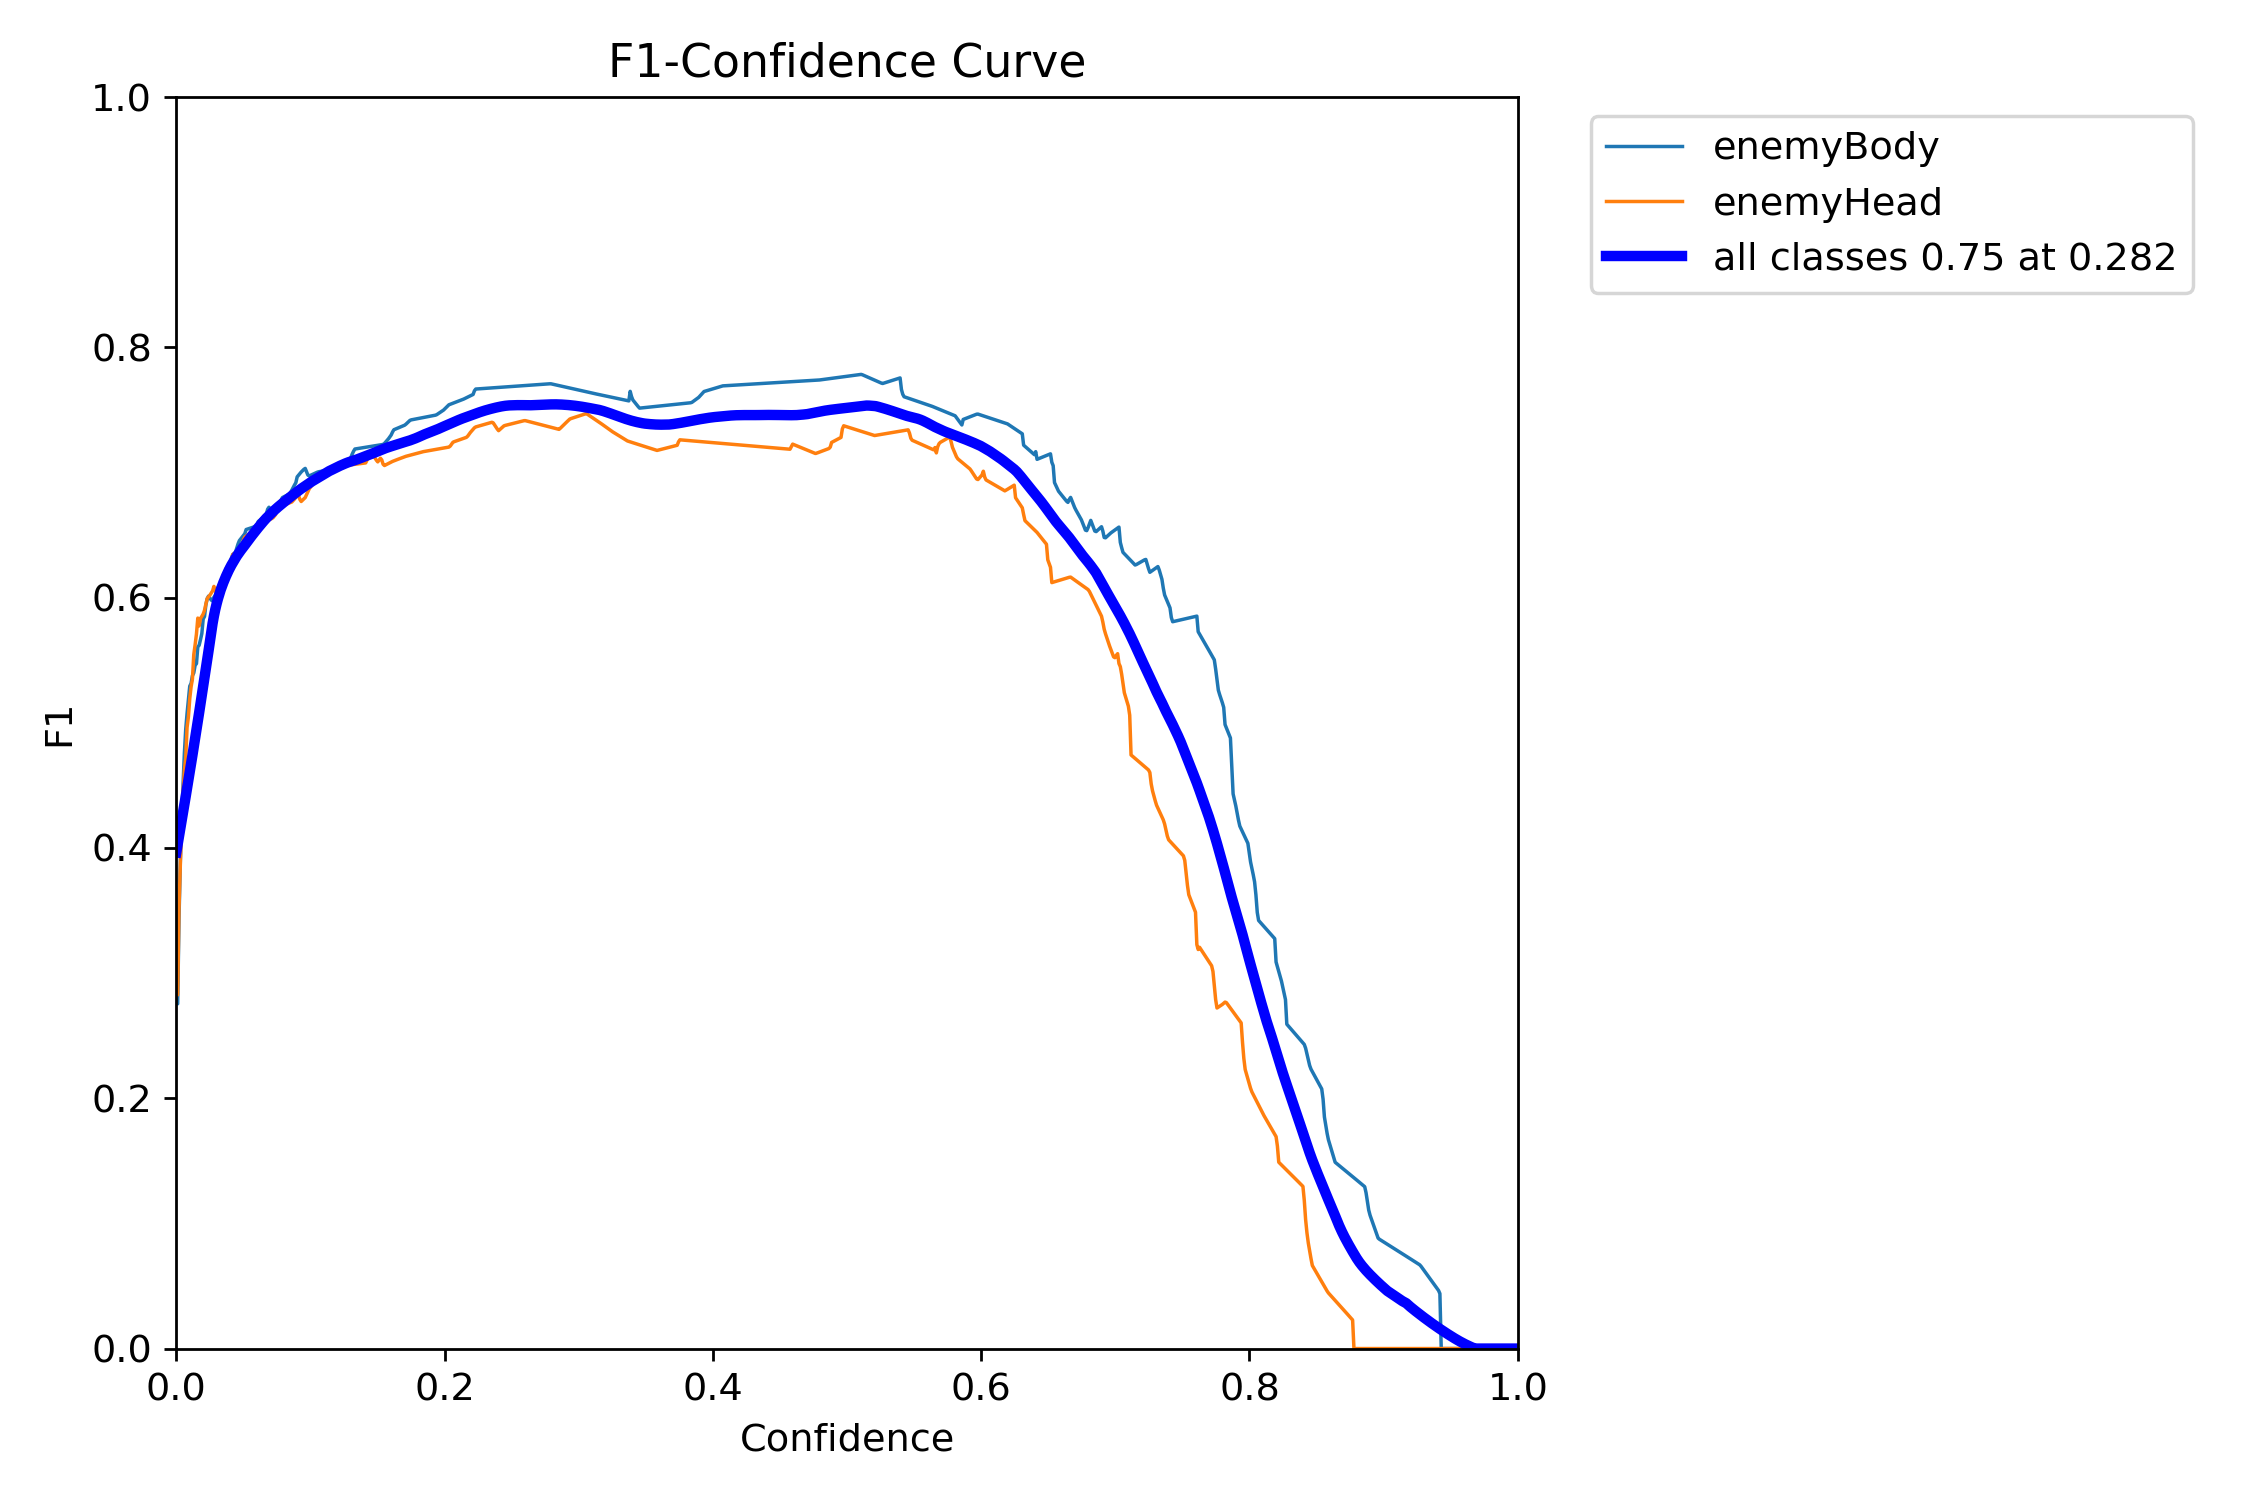 F1-Confidence Curve
1.0
0.8
0.6
0.4
0.2
0.0
F1
0.0 0.2 0.4 0.6 0.8 1.0
Confidence
enemyBody
enemyHead
all classes 0.75 at 0.282